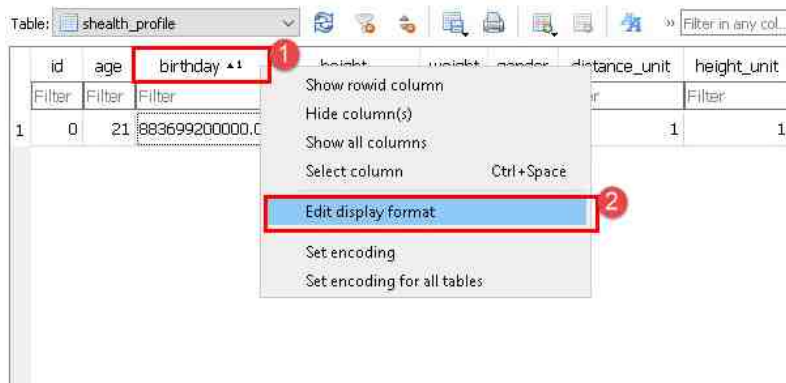 Table: shealth_profile
Filter in any col...
id age birthday 1 height weight gender distance_unit height_unit
Filter Filter Filter Filter
1 0 21 883699200000.0 1 1
1
Show rowid column
Hide column(s)
Show all columns
Select column Ctrl+Space
Edit display format
2
Set encoding
Set encoding for all tables